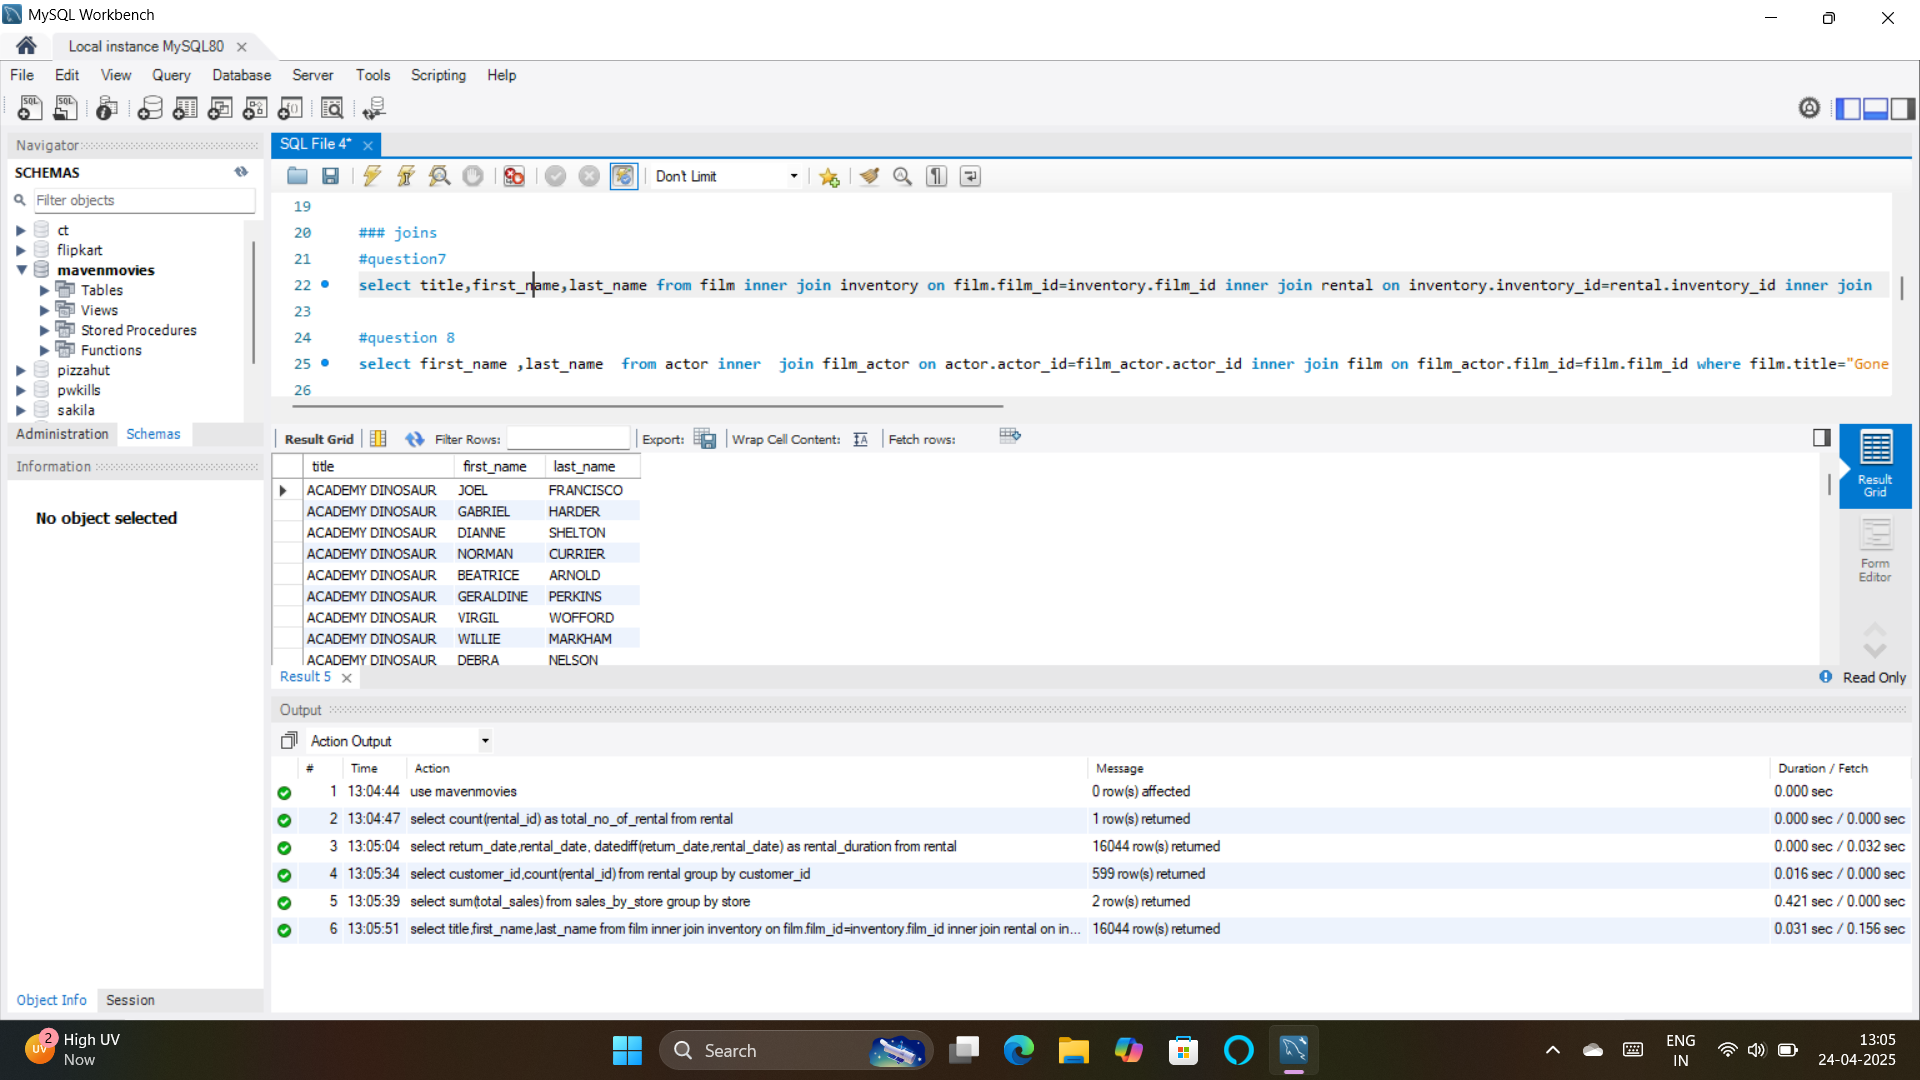 MySQL Workbench
Local instance MySQL80
File Edit View Query Database Server Tools Scripting Help
Navigator
SCHEMAS
Filter objects
ct
flipkart
mavenmovies
Tables
Views
Stored Procedures
Functions
pizzahut
pwkills
sakila
Administration Schemas
Information
No object selected
Object Info Session
SQL File 4*
Don't Limit
19
20 ### joins
21 #question7
22 select title,first_name,last_name from film inner join inventory on film.film_id=inventory.film_id inner join rental on inventory.inventory_id=rental.inventory_id inner join
23
24 #question 8
25 select first_name ,last_name from actor inner join film_actor on actor.actor_id=film_actor.actor_id inner join film on film_actor.film_id=film.film_id where film.title="Gone
26
Result Grid Filter Rows: Export: Wrap Cell Content: Fetch rows:
title first_name last_name
ACADEMY DINOSAUR JOEL FRANCISCO
ACADEMY DINOSAUR GABRIEL HARDER
ACADEMY DINOSAUR DIANNE SHELTON
ACADEMY DINOSAUR NORMAN CURRIER
ACADEMY DINOSAUR BEATRICE ARNOLD
ACADEMY DINOSAUR GERALDINE PERKINS
ACADEMY DINOSAUR VIRGIL WOFFORD
ACADEMY DINOSAUR WILLIE MARKHAM
ACADEMY DINOSAUR DEBRA NELSON
Result
Grid
Form
Editor
Result 5
Read Only
Output
Action Output
# Time Action Message Duration / Fetch
1 13:04:44 use mavenmovies 0 row(s) affected 0.000 sec
2 13:04:47 select count(rental_id) as total_no_of_rental from rental 1 row(s) returned 0.000 sec / 0.000 sec
3 13:05:04 select return_date,rental_date, datediff(return_date,rental_date) as rental_duration from rental 16044 row(s) returned 0.000 sec / 0.032 sec
4 13:05:34 select customer_id,count(rental_id) from rental group by customer_id 599 row(s) returned 0.016 sec / 0.000 sec
5 13:05:39 select sum(total_sales) from sales_by_store group by store 2 row(s) returned 0.421 sec / 0.000 sec
6 13:05:51 select title,first_name,last_name from film inner join inventory on film.film_id=inventory.film_id inner join rental on in... 16044 row(s) returned 0.031 sec / 0.156 sec
2
UV
High UV
Now
Search
ENG
IN
13:05
24-04-2025